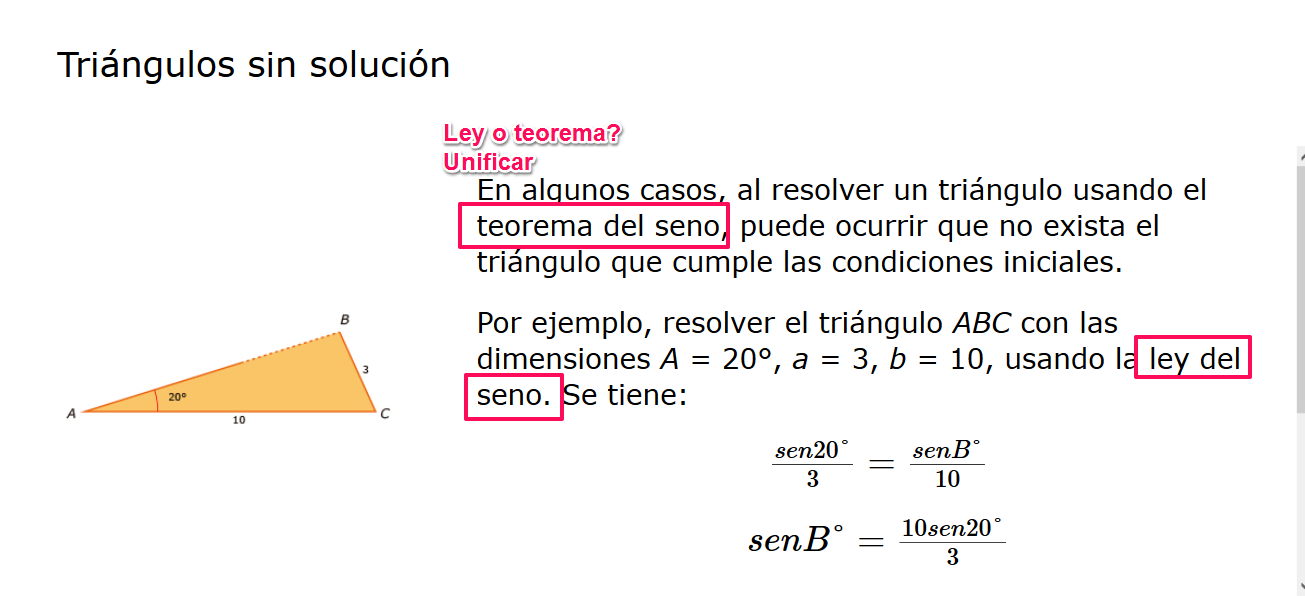 Triángulos sin solución
Ley o teorema?
Unificar
En algunos casos, al resolver un triángulo usando el
teorema del seno, puede ocurrir que no exista el
triángulo que cumple las condiciones iniciales.
Por ejemplo, resolver el triángulo ABC con las
dimensiones A = 20°, a = 3, b = 10, usando la ley del
seno. Se tiene:
B
3
20°
A
C
10
sen20°/3 = senB°/10
senB° = 10sen20°/3